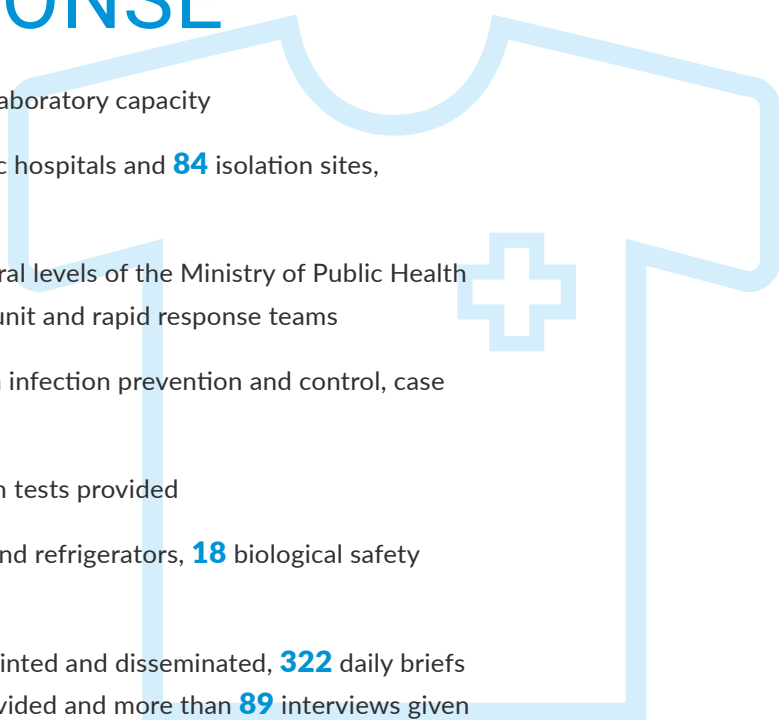 ONSE
aboratory capacity
c hospitals and 84 isolation sites,
ral levels of the Ministry of Public Health
unit and rapid response teams
infection prevention and control, case
tests provided
nd refrigerators, 18 biological safety
inted and disseminated, 322 daily briefs
vided and more than 89 interviews given